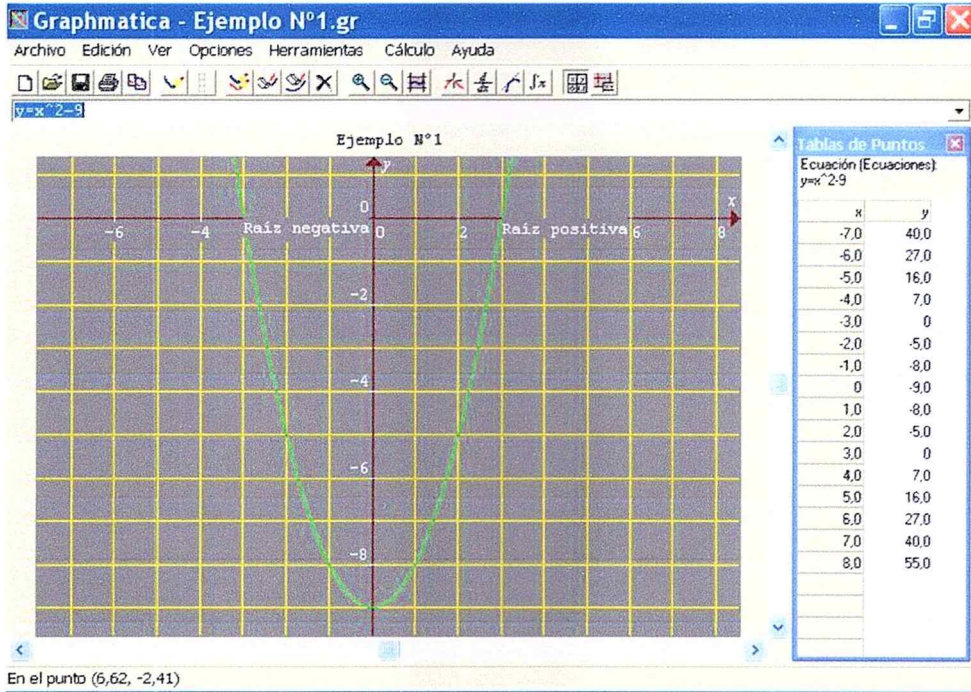 Graphmatica - Ejemplo Nº1.gr
Archivo Edición Ver Opciones Herramientas Cálculo Ayuda
y=x^2-9
Ejemplo Nº1
y
x
0
-6 -4 Raíz negativa 0 2 Raíz positiva 6 8
-2
-4
-6
-8
Tablas de Puntos
Ecuación (Ecuaciones):
y=x^2-9
x y
-7,0 40,0
-6,0 27,0
-5,0 16,0
-4,0 7,0
-3,0 0
-2,0 -5,0
-1,0 -8,0
0 -9,0
1,0 -8,0
2,0 -5,0
3,0 0
4,0 7,0
5,0 16,0
6,0 27,0
7,0 40,0
8,0 55,0
En el punto (6,62, -2,41)